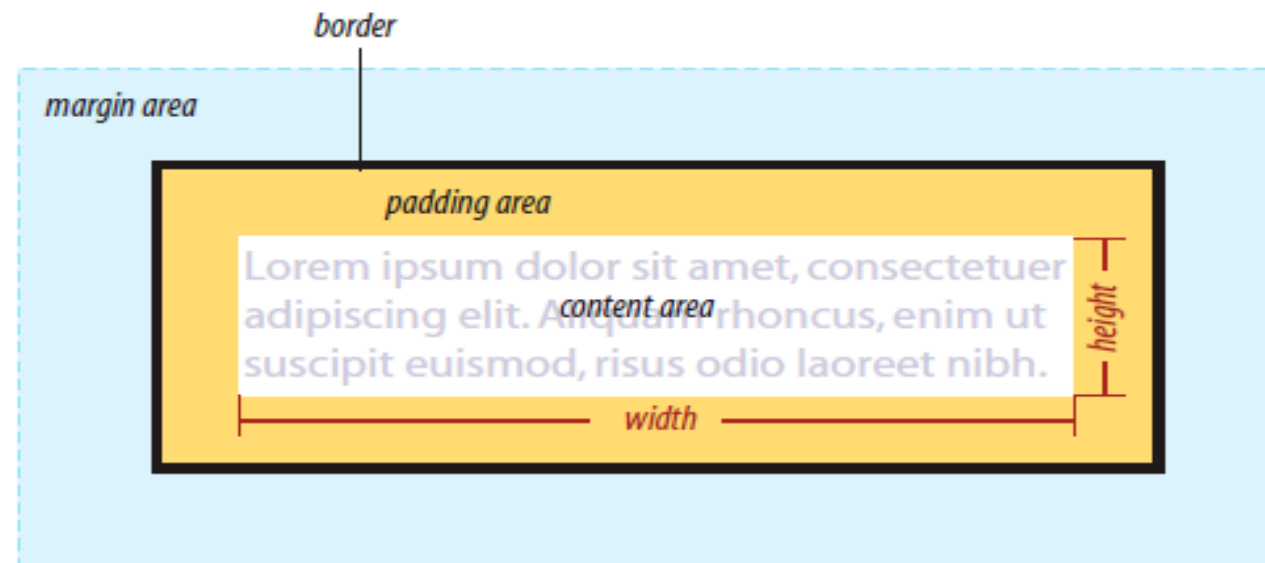 border
margin area
padding area
Lorem ipsum dolor sit amet, consectetuer
adipiscing elit. Aliquam rhoncus, enim ut
content area
suscipit euismod, risus odio laoreet nibh.
height
width